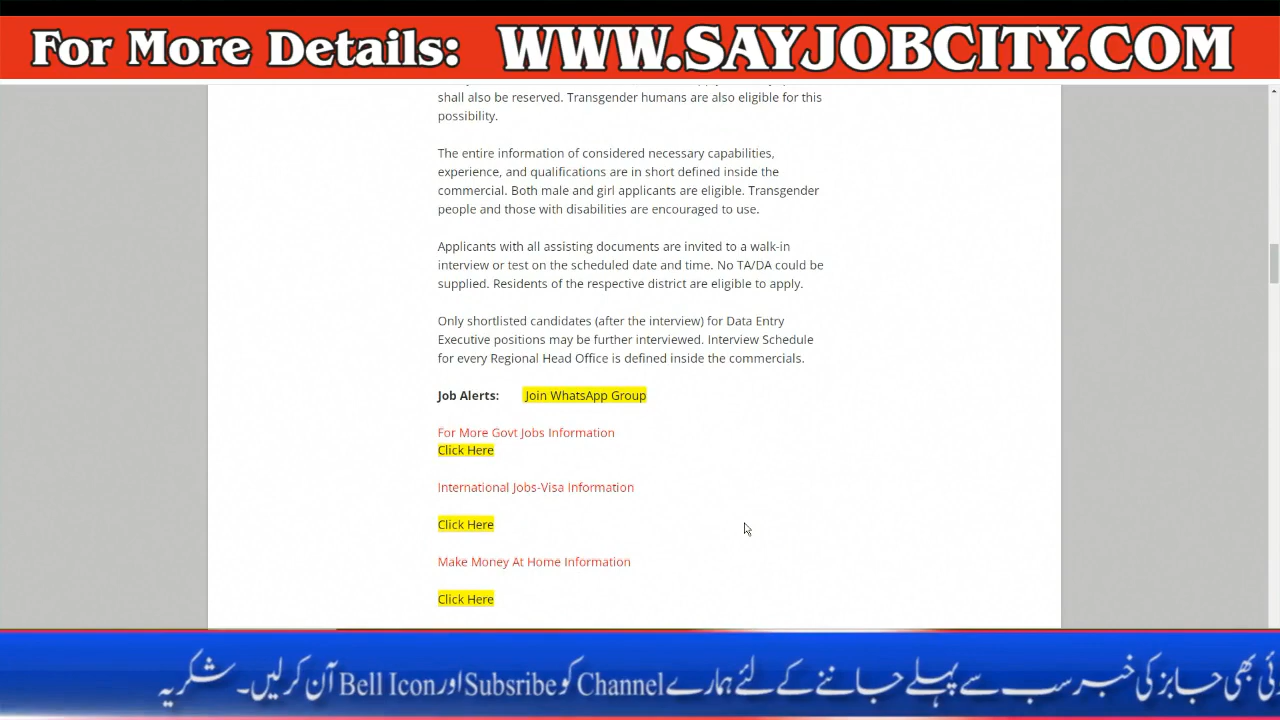 For More Details: WWW.SAYJOBCITY.COM
shall also be reserved. Transgender humans are also eligible for this
possibility.
The entire information of considered necessary capabilities,
experience, and qualifications are in short defined inside the
commercial. Both male and girl applicants are eligible. Transgender
people and those with disabilities are encouraged to use.
Applicants with all assisting documents are invited to a walk-in
interview or test on the scheduled date and time. No TA/DA could be
supplied. Residents of the respective district are eligible to apply.
Only shortlisted candidates (after the interview) for Data Entry
Executive positions may be further interviewed. Interview Schedule
for every Regional Head Office is defined inside the commercials.
Job Alerts: Join WhatsApp Group
For More Govt Jobs Information
Click Here
International Jobs-Visa Information
Click Here
Make Money At Home Information
Click Here
بھی جابز کی خبر سب سے پہلے جاننے کے لئے ہمارے Channel کو Subsribe اور Bell Icon آن کرلیں۔ شکریہ